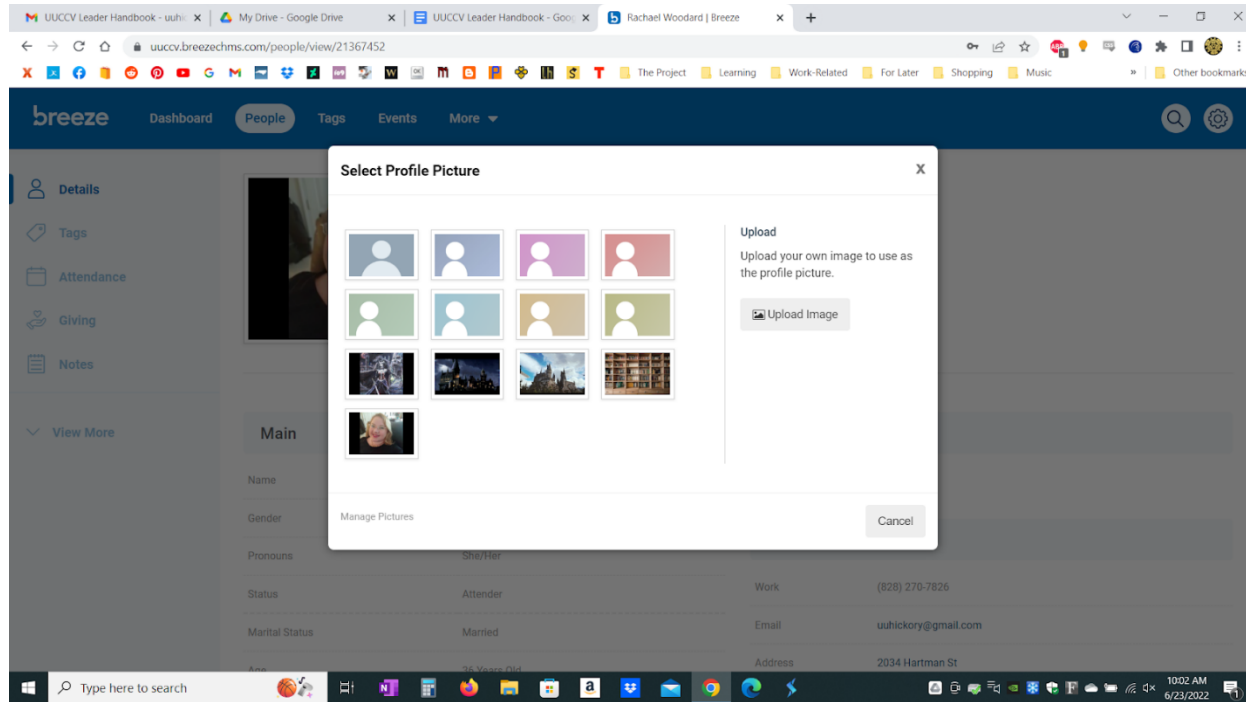 UUCCV Leader Handbook - uuhi
My Drive - Google Drive
UUCCV Leader Handbook - Goo
Rachael Woodard | Breeze
uuccv.breezechms.com/people/view/21367452
The Project
Learning
Work-Related
For Later
Shopping
Music
Other bookmarks
breeze
Dashboard
People
Tags
Events
More
Select Profile Picture
X
Details
Tags
Attendance
Giving
Notes
View More
Upload
Upload your own image to use as
the profile picture.
Upload Image
Main
Name
Gender
Manage Pictures
Cancel
Pronouns She/Her
Status Attender
Marital Status Married
Age 36 Years Old
Work (828) 270-7826
Email uuhickory@gmail.com
Address 2034 Hartman St
Type here to search
10:02 AM
6/23/2022